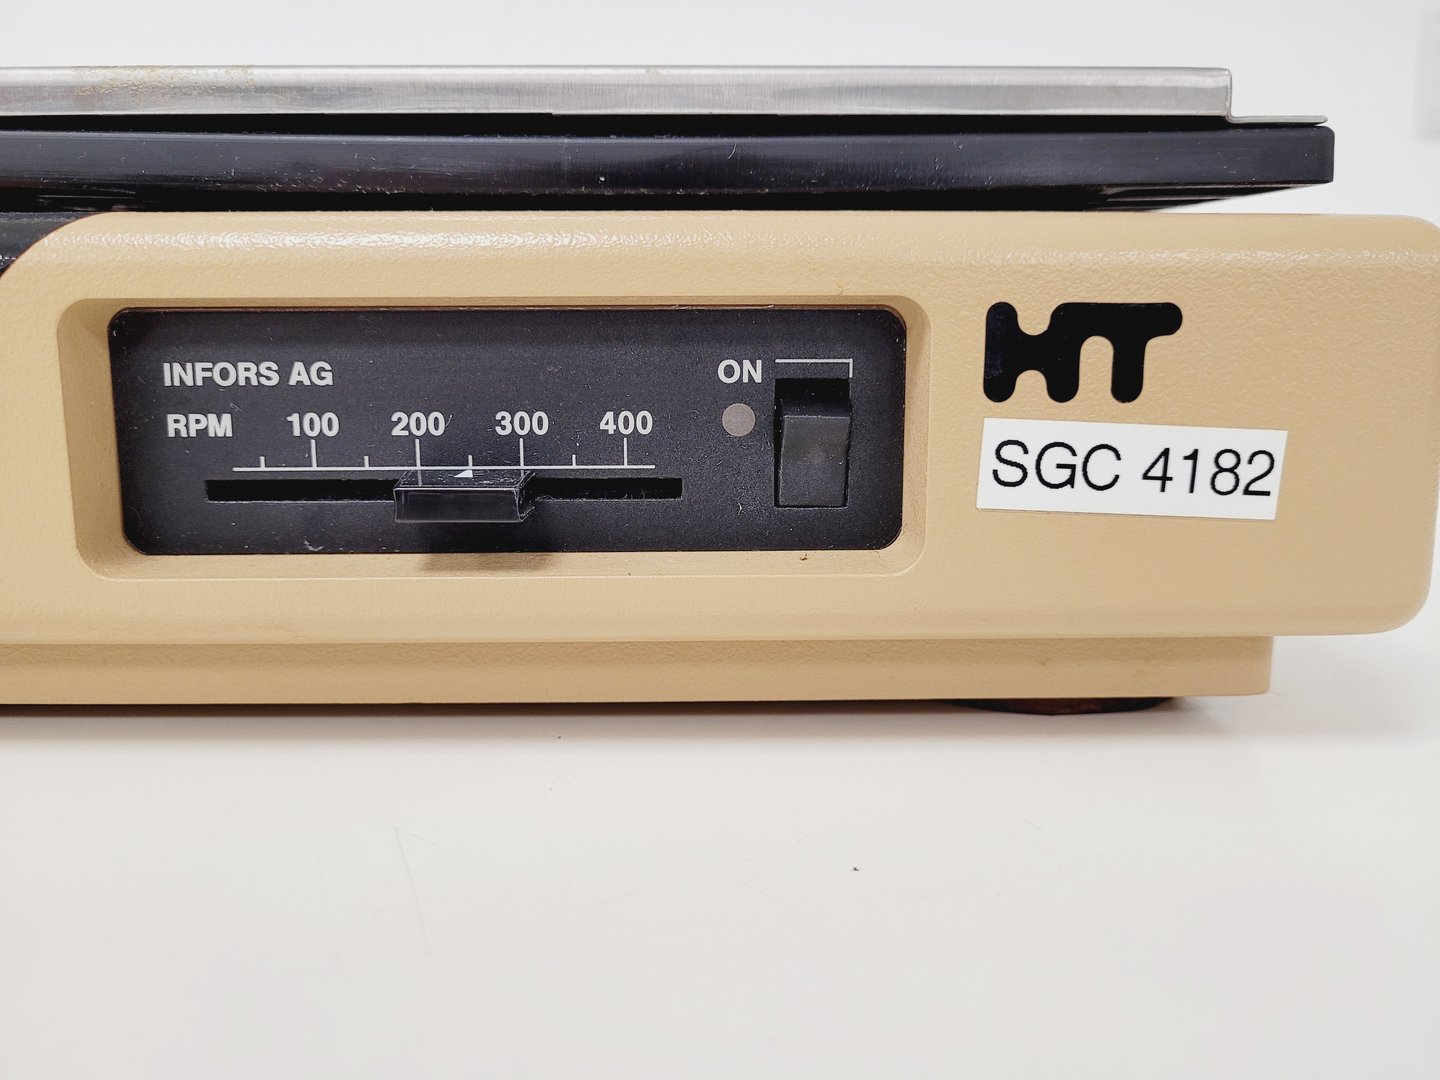 INFORS AG
ON
RPM 100 200 300 400
HT
SGC 4182